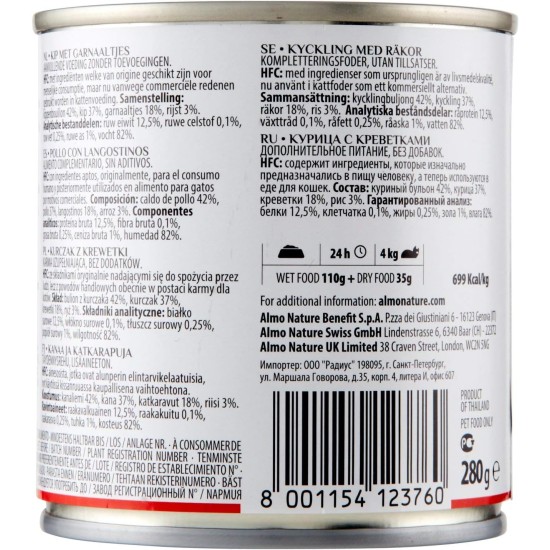 NL • KIP MET GARNAALTJES
AANVULLENDE VOEDING ZONDER TOEVOEGINGEN.
HFC: met ingrediënten welke van origine geschikt zijn voor
menselijke consumptie, maar nu vanwege commerciële redenen
gebruikt worden in kattenvoeding. Samenstelling:
kippenbouillon 42%, kip 37%, garnaaltjes 18%, rijst 3%.
Analytische bestanddelen: ruw eiwit 12,5%, ruwe celstof 0,1%,
ruw vet 0,25%, ruwe as 1%, vocht 82%.
ES • POLLO CON LANGOSTINOS
ALIMENTO COMPLEMENTARIO, SIN ADITIVOS.
HFC: con ingredientes aptos, originalmente, para el consumo
humano y posteriormente utilizados en alimento para gatos
por motivos comerciales. Composición: caldo de pollo 42%,
pollo 37%, langostinos 18%, arroz 3%. Componentes
analíticos: proteína bruta 12,5%, fibra bruta 0,1%,
grasa bruta 0,25%, ceniza bruta 1%, humedad 82%.
PL • KURCZAK Z KREWETKI
KARMA UZUPEŁNIAJĄCA, BEZ DODATKÓW.
HFC: ze składnikami oryginalnie nadającymi się do spożycia przez
ludzi, lecz z powodów handlowych obecnie w postaci karmy dla
kotów. Skład: bulion z kurczaka 42%, kurczak 37%,
krewetki 18%, ryż 3%. Składniki analityczne: białko
surowe 12,5%, włókno surowe 0,1%, tłuszcz surowy 0,25%,
popiół surowy 1%, wilgotność 82%.
FI • KANAA JA KATKARAPUJA
TÄYDENNYSREHU, LISÄAINEETON.
HFC: aineosista, jotka ovat alunperin elintarvikelaatuisia,
mutta joita käytetään kissanruoassa kaupallisessa vaihtoehtona.
Koostumus: kanaliemi 42%, kana 37%, katkaravut 18%, riisi 3%.
Ravintoaineet: raakavalkuainen 12,5%, raakakuitu 0,1%,
raakarasva 0,25%, raakatuhka 1%, kosteus 82%.
MINDESTENS HALTBAR BIS / LOS / ANLAGE NR. - À CONSOMMER DE
/ BATCH NUMBER / PLANT REGISTRATION NUMBER - TENMINSTE
/ LOTE / REGISTRO DE ESTABLECIMIENTO N° -
PARASTA ENNEN/ERÄNUMERO / TEHTAAN REKISTERINUMERO - BÄST
ГОДЕН ДО / ЗАВОД РЕГИСТРАЦИОННЫЙ N° / ПАРТИЯ
SE • KYCKLING MED RÄKOR
KOMPLETTERINGSFODER, UTAN TILLSATSER.
HFC: med ingredienser som ursprungligen är av livsmedelskvalité,
nu använt i kattfoder som ett kommersiellt alternativ.
Sammansättning: kycklingbuljong 42%, kyckling 37%,
räkor 18%, ris 3%. Analytiska beståndsdelar: råprotein 12,5%,
växttråd 0,1%, råfett 0,25%, råaska 1%, vatten 82%.
RU • КУРИЦА С КРЕВЕТКАМИ
ДОПОЛНИТЕЛЬНОЕ ПИТАНИЕ, БЕЗ ДОБАВОК.
HFC: содержит ингредиенты, которые изначально
предназначались в пищу человеку, а теперь используются в
еде для кошек. Состав: куриный бульон 42%, курица 37%,
креветки 18%, рис 3%. Гарантированный анализ:
белки 12,5%, клетчатка 0,1%, жиры 0,25%, зола 1%, влага 82%.
24 h
4 kg
WET FOOD 110g + DRY FOOD 35g
699 Kcal/kg
For additional information: almonature.com
Almo Nature Benefit S.p.A. P.zza dei Giustiniani 6 - 16123 Genova (IT)
Almo Nature Swiss GmbH Lindenstrasse 6, 6340 Baar (CH)
Almo Nature UK Limited 38 Craven Street, London, WC2N 5NG
Импортер: ООО "Радиус" 198095, г. Санкт-Петербург,
ул. Маршала Говорова, д.35, корп. 4, литера И, офис 607
PRODUCT
OF THAILAND
PET FOOD ONLY
280g e
8 001154 123760